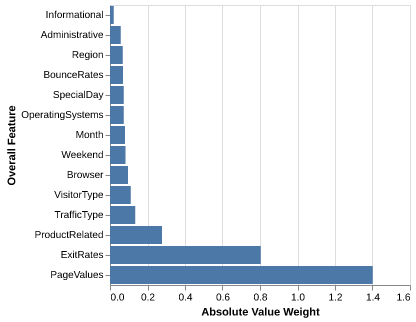 Overall Feature
Informational
Administrative
Region
BounceRates
SpecialDay
OperatingSystems
Month
Weekend
Browser
VisitorType
TrafficType
ProductRelated
ExitRates
PageValues
0.0 0.2 0.4 0.6 0.8 1.0 1.2 1.4 1.6
Absolute Value Weight